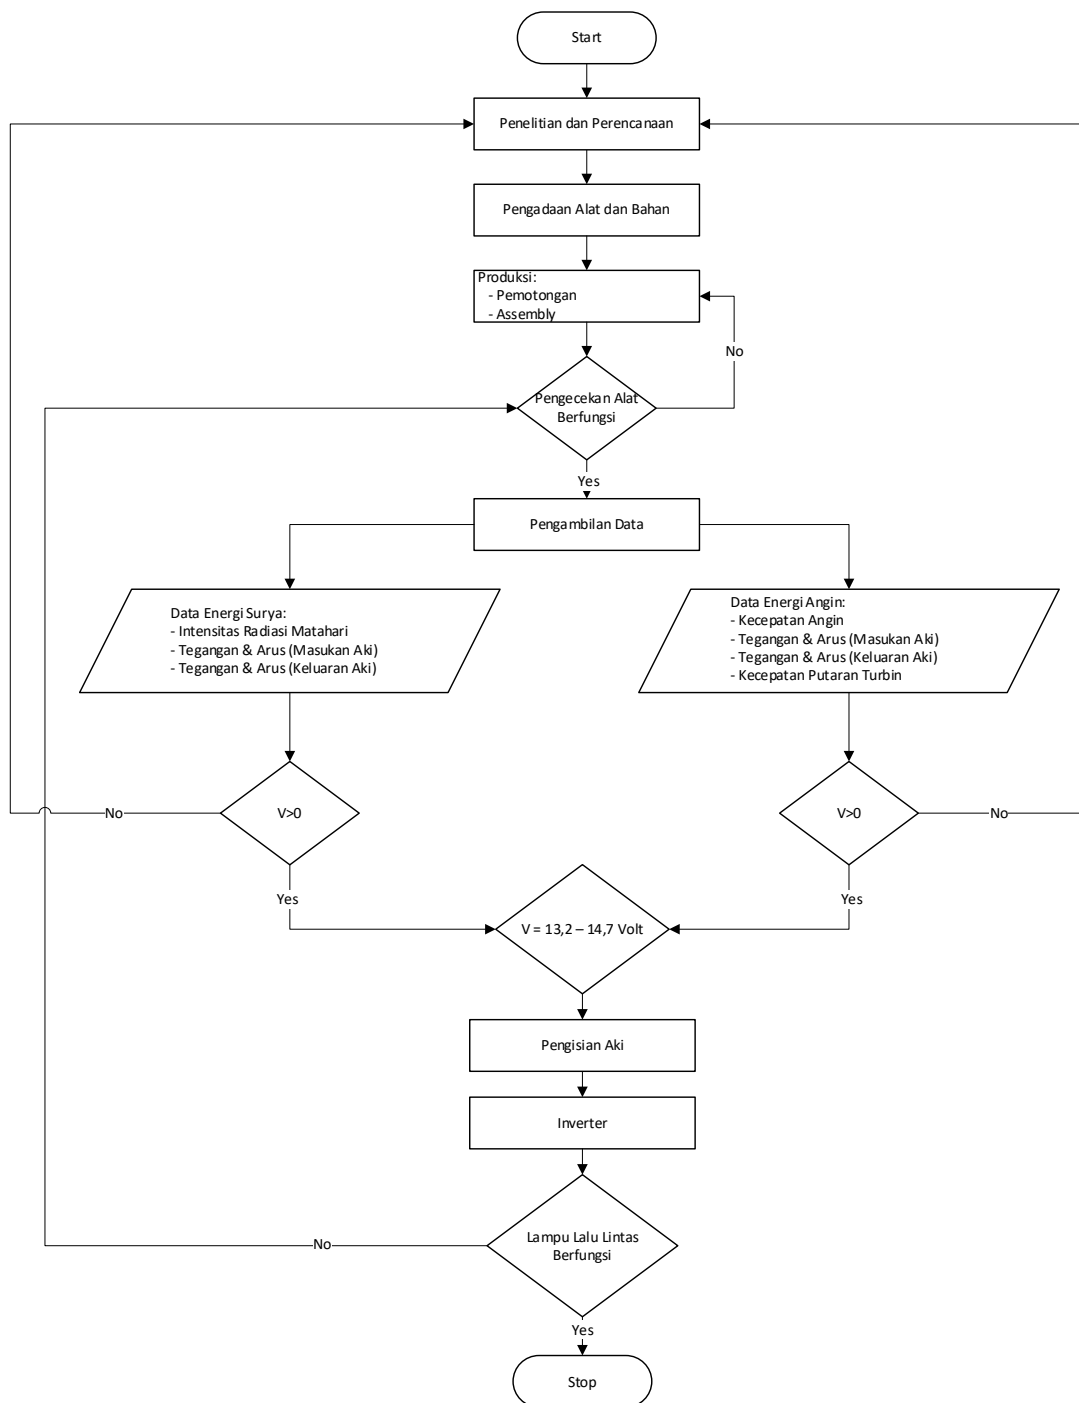 Start
Penelitian dan Perencanaan
Pengadaan Alat dan Bahan
Produksi:
- Pemotongan
- Assembly
No
Pengecekan Alat
Berfungsi
Yes
Pengambilan Data
Data Energi Surya:
- Intensitas Radiasi Matahari
- Tegangan & Arus (Masukan Aki)
- Tegangan & Arus (Keluaran Aki)
Data Energi Angin:
- Kecepatan Angin
- Tegangan & Arus (Masukan Aki)
- Tegangan & Arus (Keluaran Aki)
- Kecepatan Putaran Turbin
No
V>0
V>0
No
Yes
Yes
V = 13,2 – 14,7 Volt
Pengisian Aki
Inverter
Lampu Lalu Lintas
Berfungsi
No
Yes
Stop